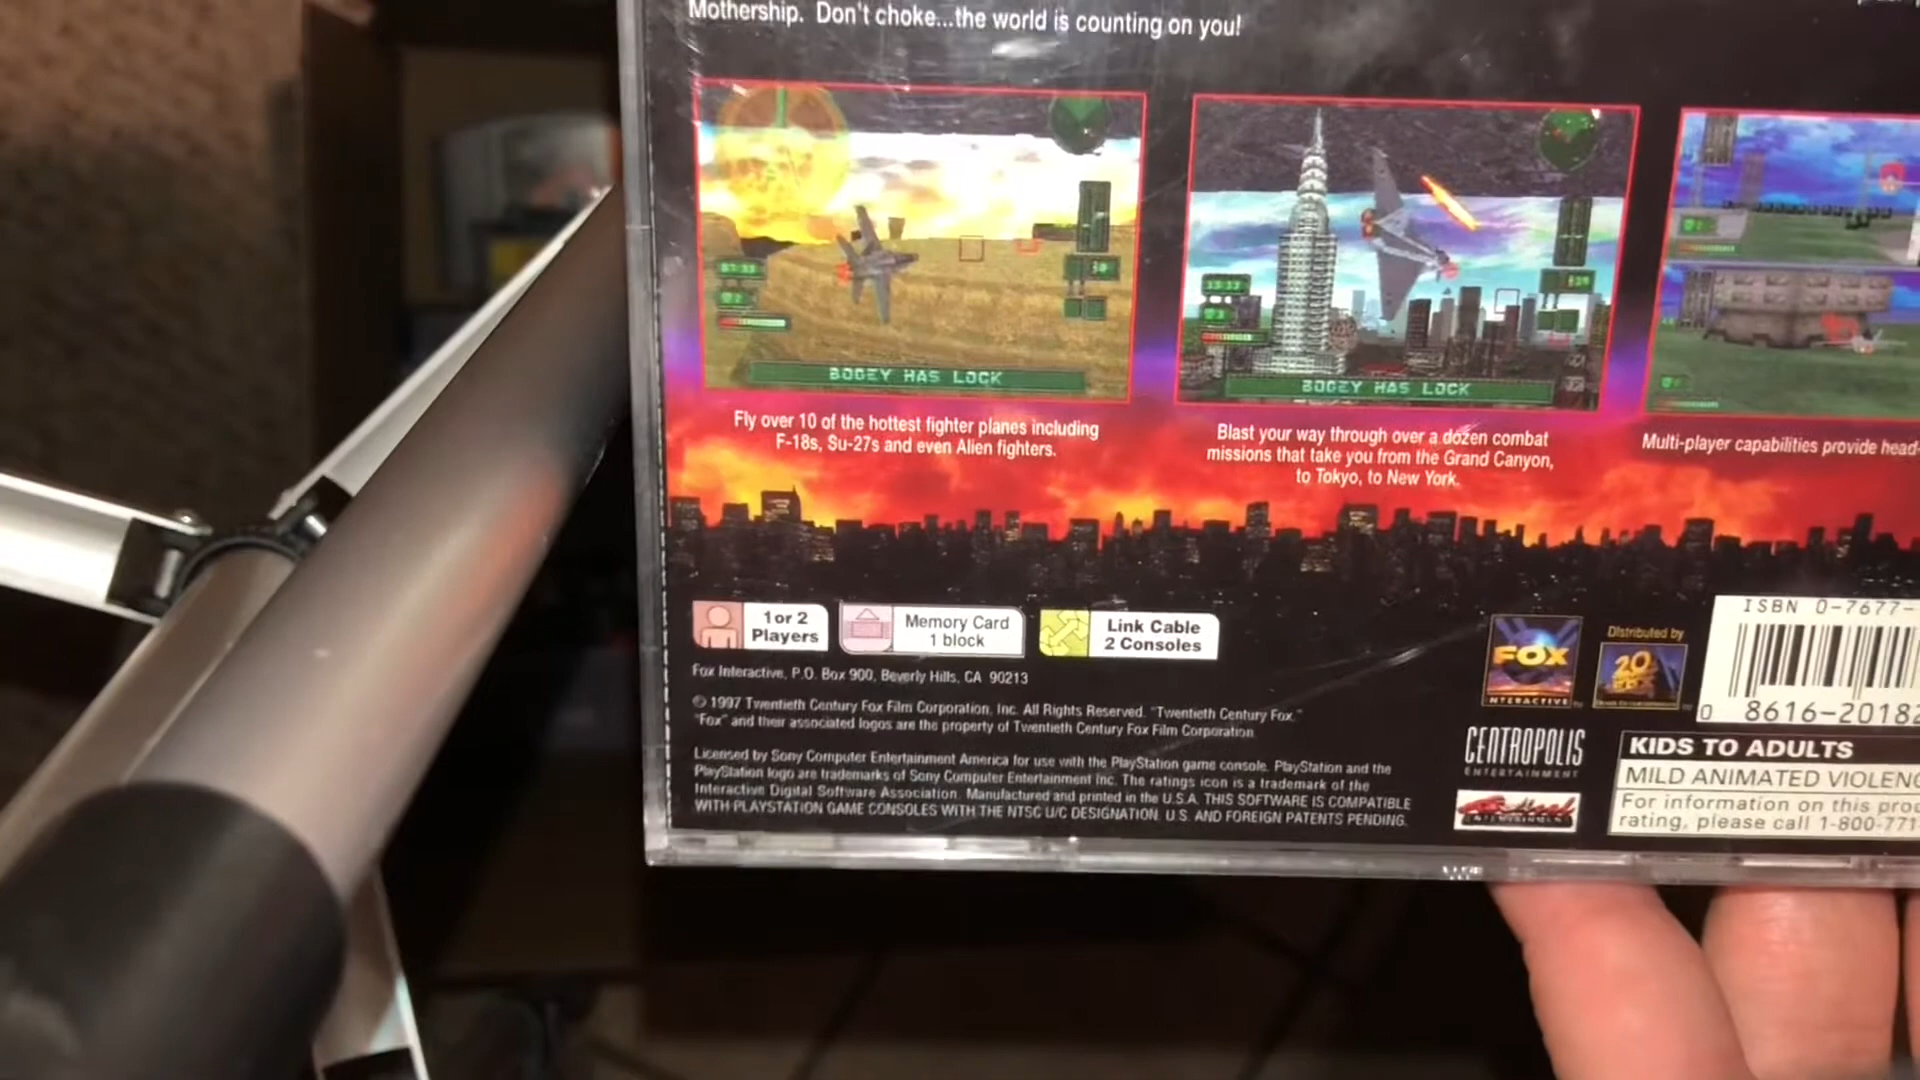 Mothership. Don't choke...the world is counting on you!
BOGEY HAS LOCK
BOGEY HAS LOCK
Fly over 10 of the hottest fighter planes including
F-18s, Su-27s and even Alien fighters.
Blast your way through over a dozen combat
missions that take you from the Grand Canyon,
to Tokyo, to New York.
Multi-player capabilities provide head-
1 or 2
Players
Memory Card
1 block
Link Cable
2 Consoles
Fox Interactive, P.O. Box 900, Beverly Hills, CA 90213
© 1997 Twentieth Century Fox Film Corporation, Inc. All Rights Reserved. "Twentieth Century Fox,"
"Fox" and their associated logos are the property of Twentieth Century Fox Film Corporation
Licensed by Sony Computer Entertainment America for use with the PlayStation game console. PlayStation and the
PlayStation logo are trademarks of Sony Computer Entertainment Inc. The ratings icon is a trademark of the
Interactive Digital Software Association. Manufactured and printed in the U.S.A. THIS SOFTWARE IS COMPATIBLE
WITH PLAYSTATION GAME CONSOLES WITH THE NTSC U/C DESIGNATION. U.S. AND FOREIGN PATENTS PENDING.
FOX
INTERACTIVE
Distributed by
20
CENTROPOLIS
ENTERTAINMENT
ISBN 0-7677-
0 8616-20182
KIDS TO ADULTS
MILD ANIMATED VIOLENC
For information on this prod
rating, please call 1-800-771-